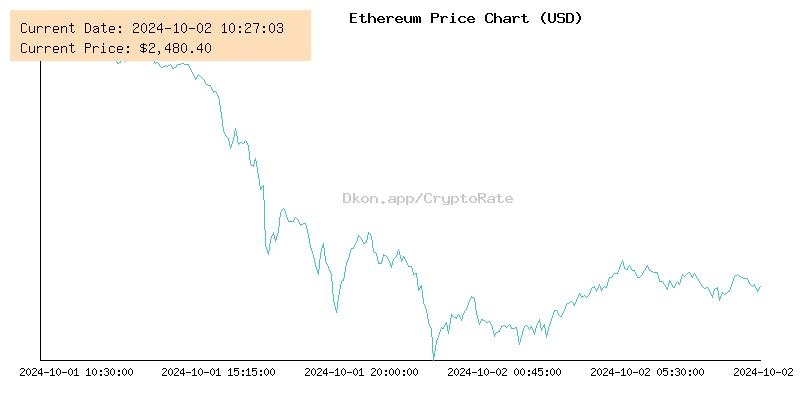 Ethereum Price Chart (USD)
Current Date: 2024-10-02 10:27:03
Current Price: $2,480.40
Dkon.app/CryptoRate
2024-10-01 10:30:00 2024-10-01 15:15:00 2024-10-01 20:00:00 2024-10-02 00:45:00 2024-10-02 05:30:00 2024-10-02